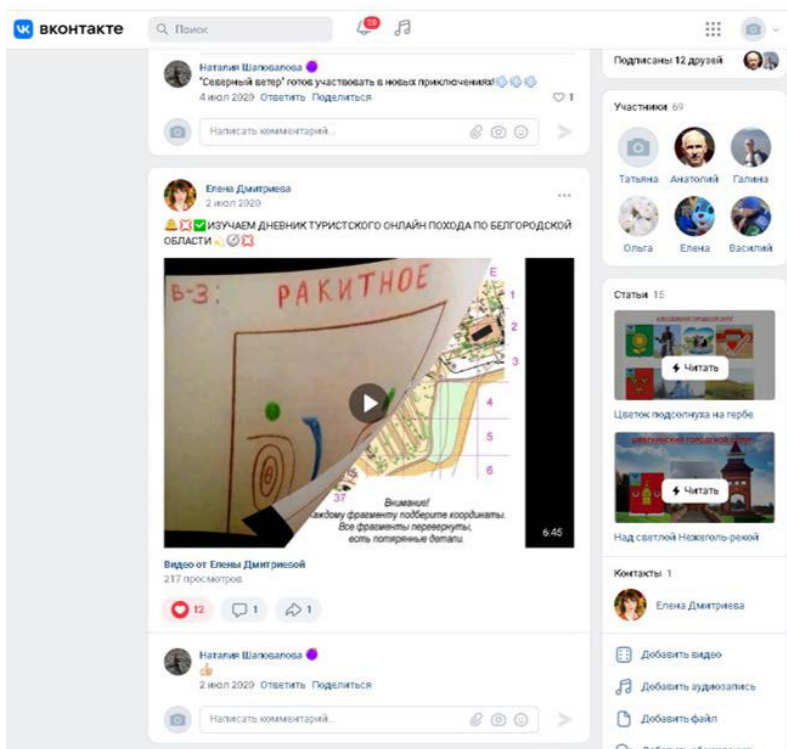 ВКОНТАКТЕ
Поиск
20
Наталия Шаповалова
"Северный ветер" готов участвовать в новых приключениях!
4 июл 2020 Ответить Поделиться
1
Написать комментарий...
Елена Дмитриева
2 июл 2020
ИЗУЧАЕМ ДНЕВНИК ТУРИСТСКОГО ОНЛАЙН ПОХОДА ПО БЕЛГОРОДСКОЙ
ОБЛАСТИ
В-3: РАКИТНОЕ
E
1
2
3
4
5
6
37
Внимание!
Каждому фрагменту подберите координаты.
Все фрагменты перевернуты,
есть потерянные детали.
6:45
Видео от Елены Дмитриевой
217 просмотров
12
1
1
Наталия Шаповалова
2 июл 2020 Ответить Поделиться
Написать комментарий...
Подписаны 12 друзей
Участники 69
Татьяна Анатолий Галина
Ольга Елена Василий
Статьи 15
Читать
Цветок подсолнуха на гербе
Читать
Над светлой Нежеголь-рекой
Контакты 1
Елена Дмитриева
Добавить видео
Добавить аудиозапись
Добавить файл